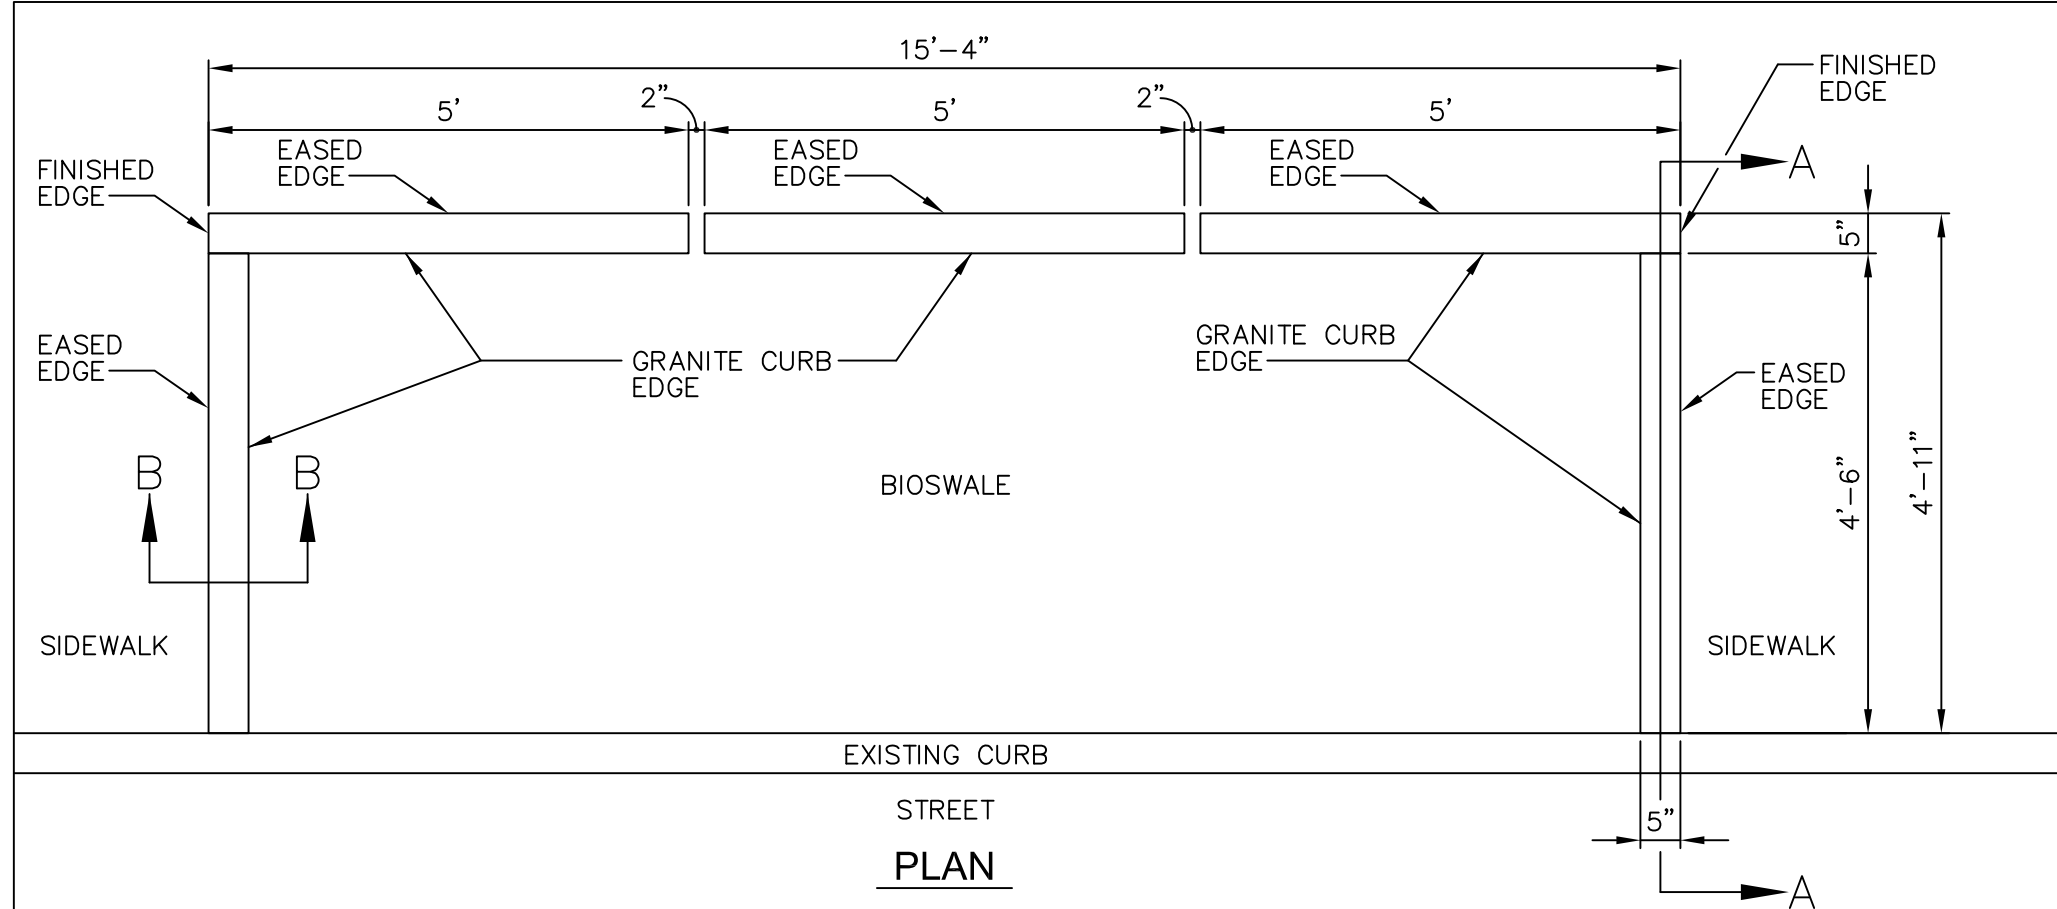 15'-4"
5'
2"
5'
2"
5'
FINISHED
EDGE
EASED
EDGE
EASED
EDGE
EASED
EDGE
FINISHED
EDGE
A
5"
EASED
EDGE
GRANITE CURB
EDGE
GRANITE CURB
EDGE
EASED
EDGE
B
B
BIOSWALE
4'-6"
4'-11"
SIDEWALK
SIDEWALK
EXISTING CURB
STREET
5"
PLAN
A